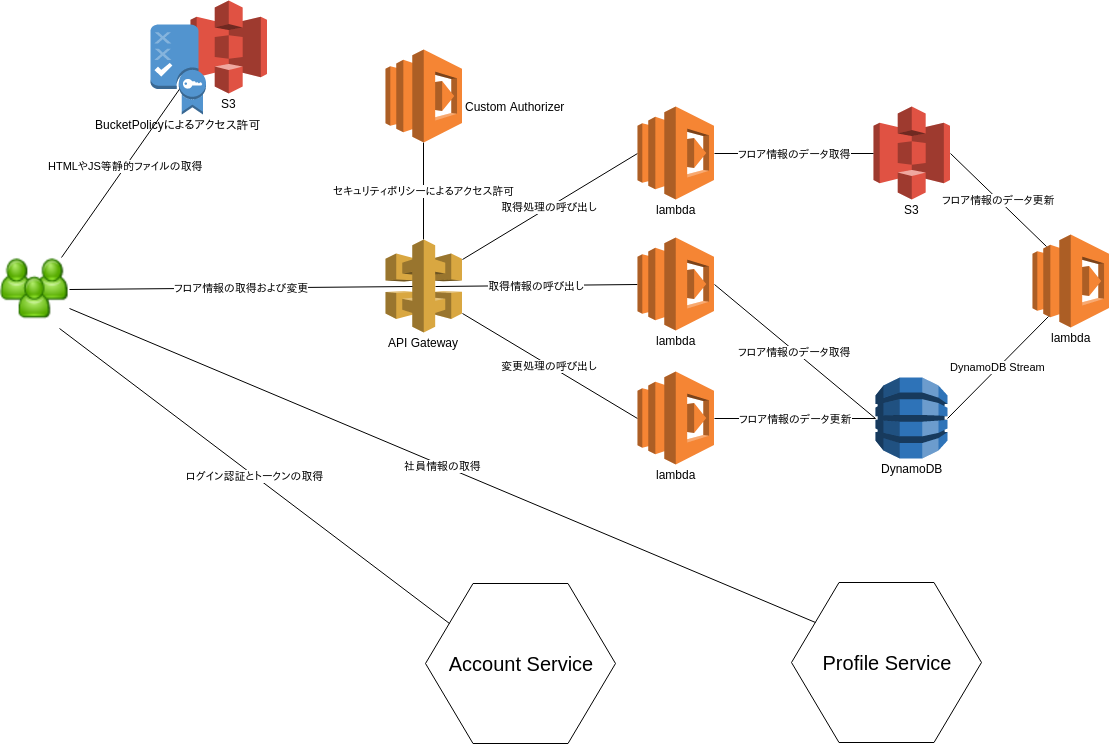 S3
BucketPolicyによるアクセス許可
HTMLやJS等静的ファイルの取得
Custom Authorizer
セキュリティポリシーによるアクセス許可
取得処理の呼び出し
lambda
フロア情報のデータ取得
S3
フロア情報のデータ更新
フロア情報の取得および変更
API Gateway
取得情報の呼び出し
lambda
lambda
変更処理の呼び出し
フロア情報のデータ取得
DynamoDB Stream
lambda
フロア情報のデータ更新
DynamoDB
ログイン認証とトークンの取得
社員情報の取得
Account Service
Profile Service